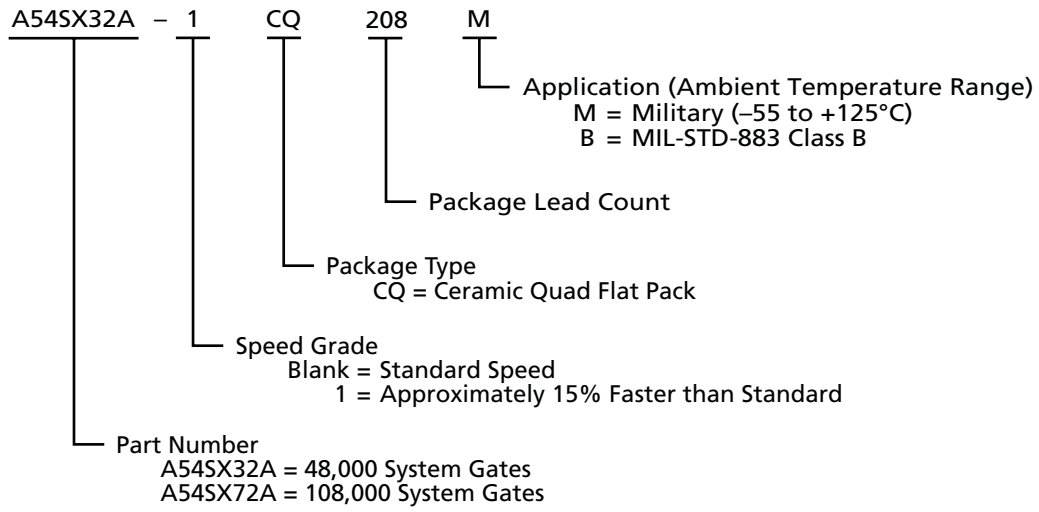 A54SX32A – 1 CQ 208 M
Application (Ambient Temperature Range)
M = Military (–55 to +125°C)
B = MIL-STD-883 Class B
Package Lead Count
Package Type
CQ = Ceramic Quad Flat Pack
Speed Grade
Blank = Standard Speed
1 = Approximately 15% Faster than Standard
Part Number
A54SX32A = 48,000 System Gates
A54SX72A = 108,000 System Gates